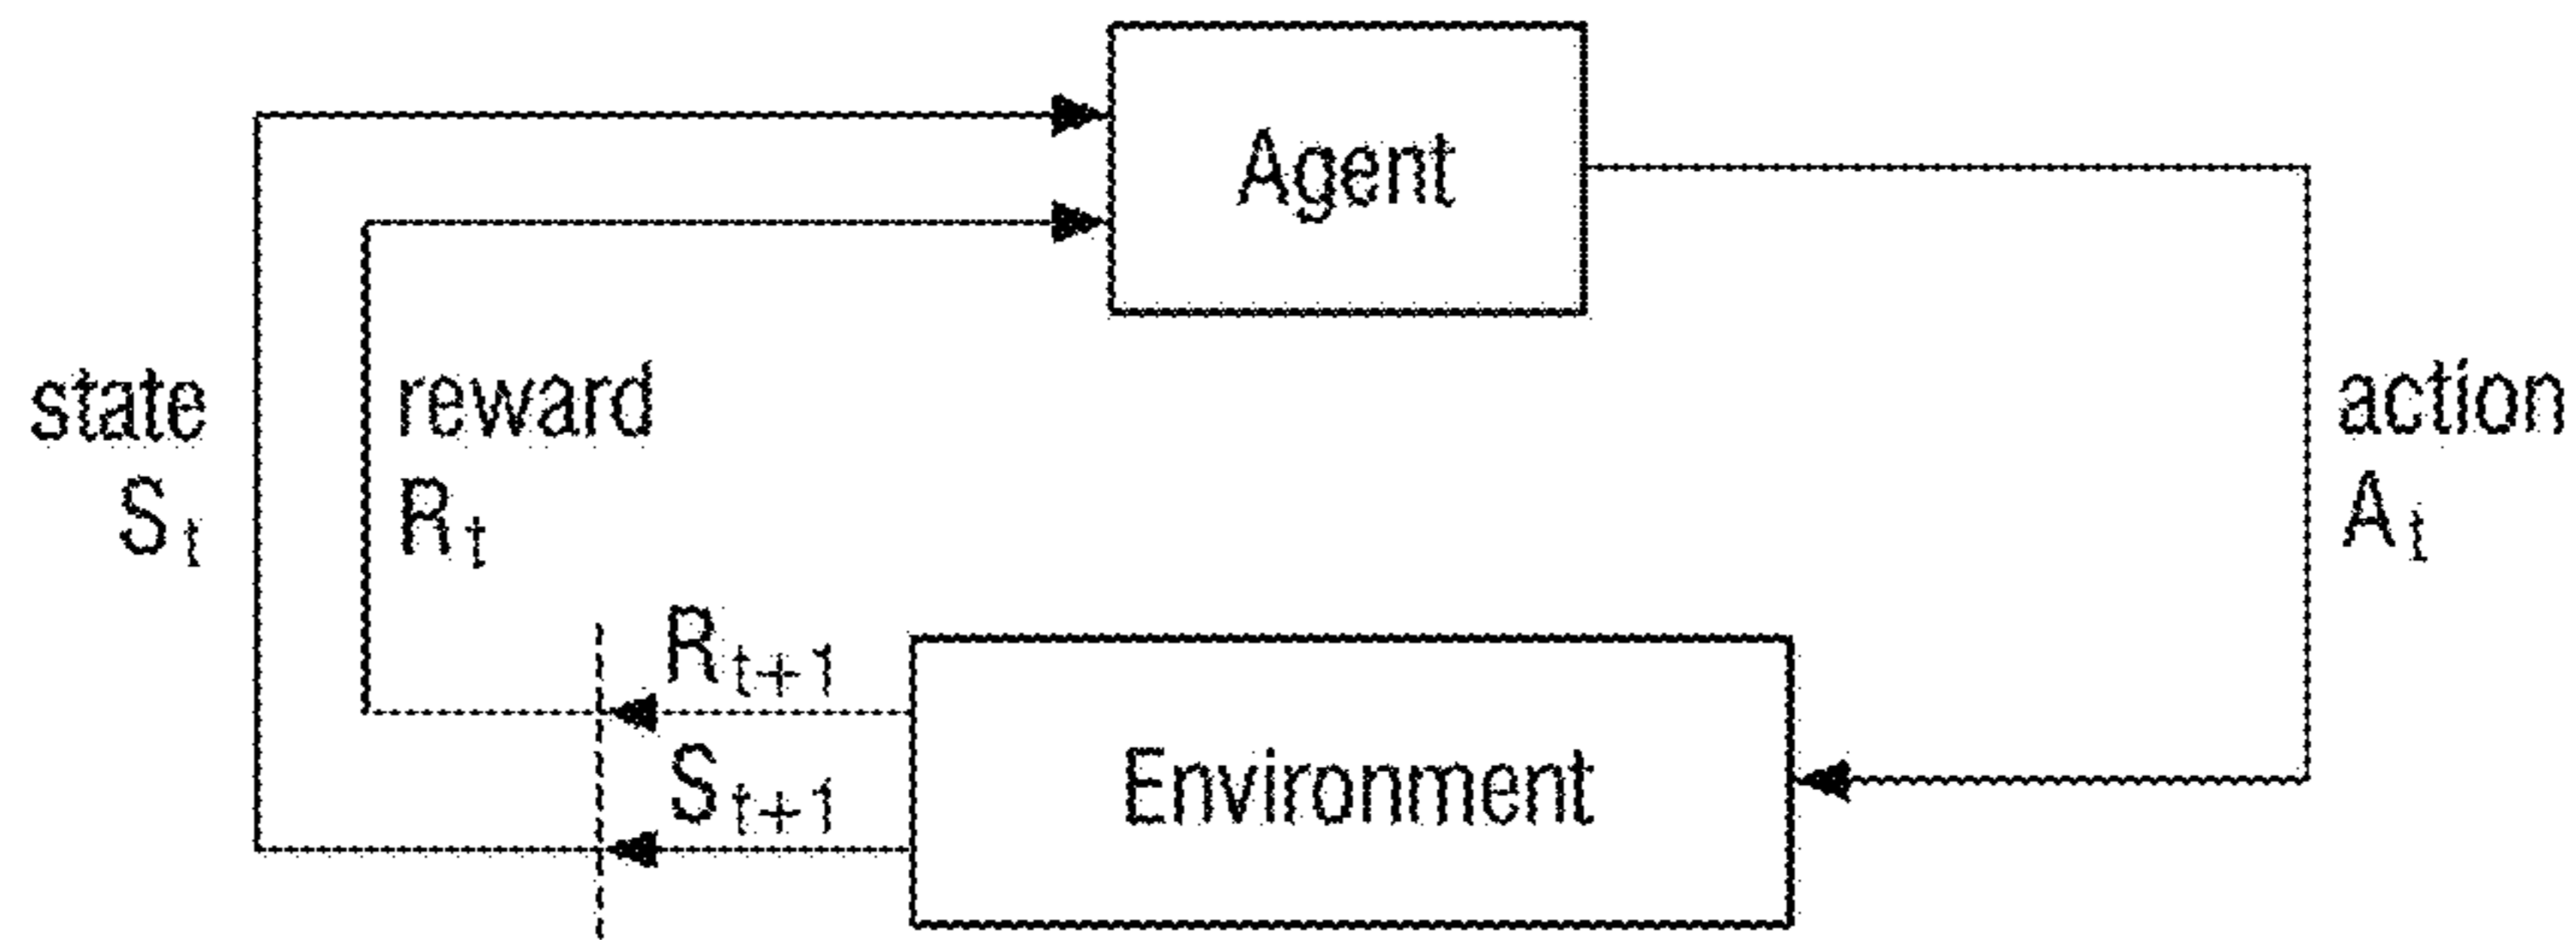 Agent
state
S_t
reward
R_t
action
A_t
R_{t+1}
S_{t+1}
Environment